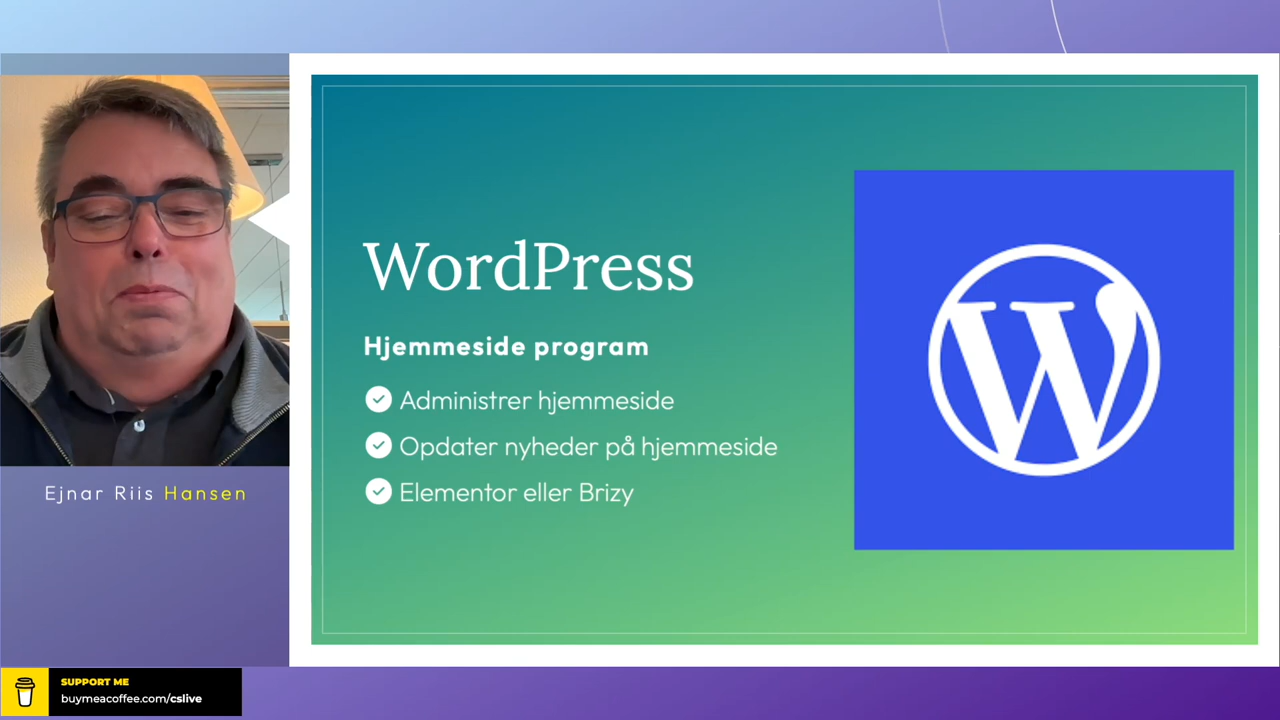 WordPress
Hjemmeside program
Administrer hjemmeside
Opdater nyheder på hjemmeside
Elementor eller Brizy
Ejnar Riis Hansen
SUPPORT ME
buymeacoffee.com/cslive